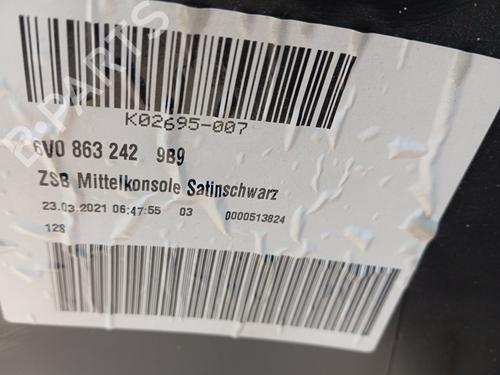 K02695-007
6V0 863 242 9B9
ZSB Mittelkonsole Satinschwarz
23.03.2021 06:47:55 03 0000513824
128
B-PARTS